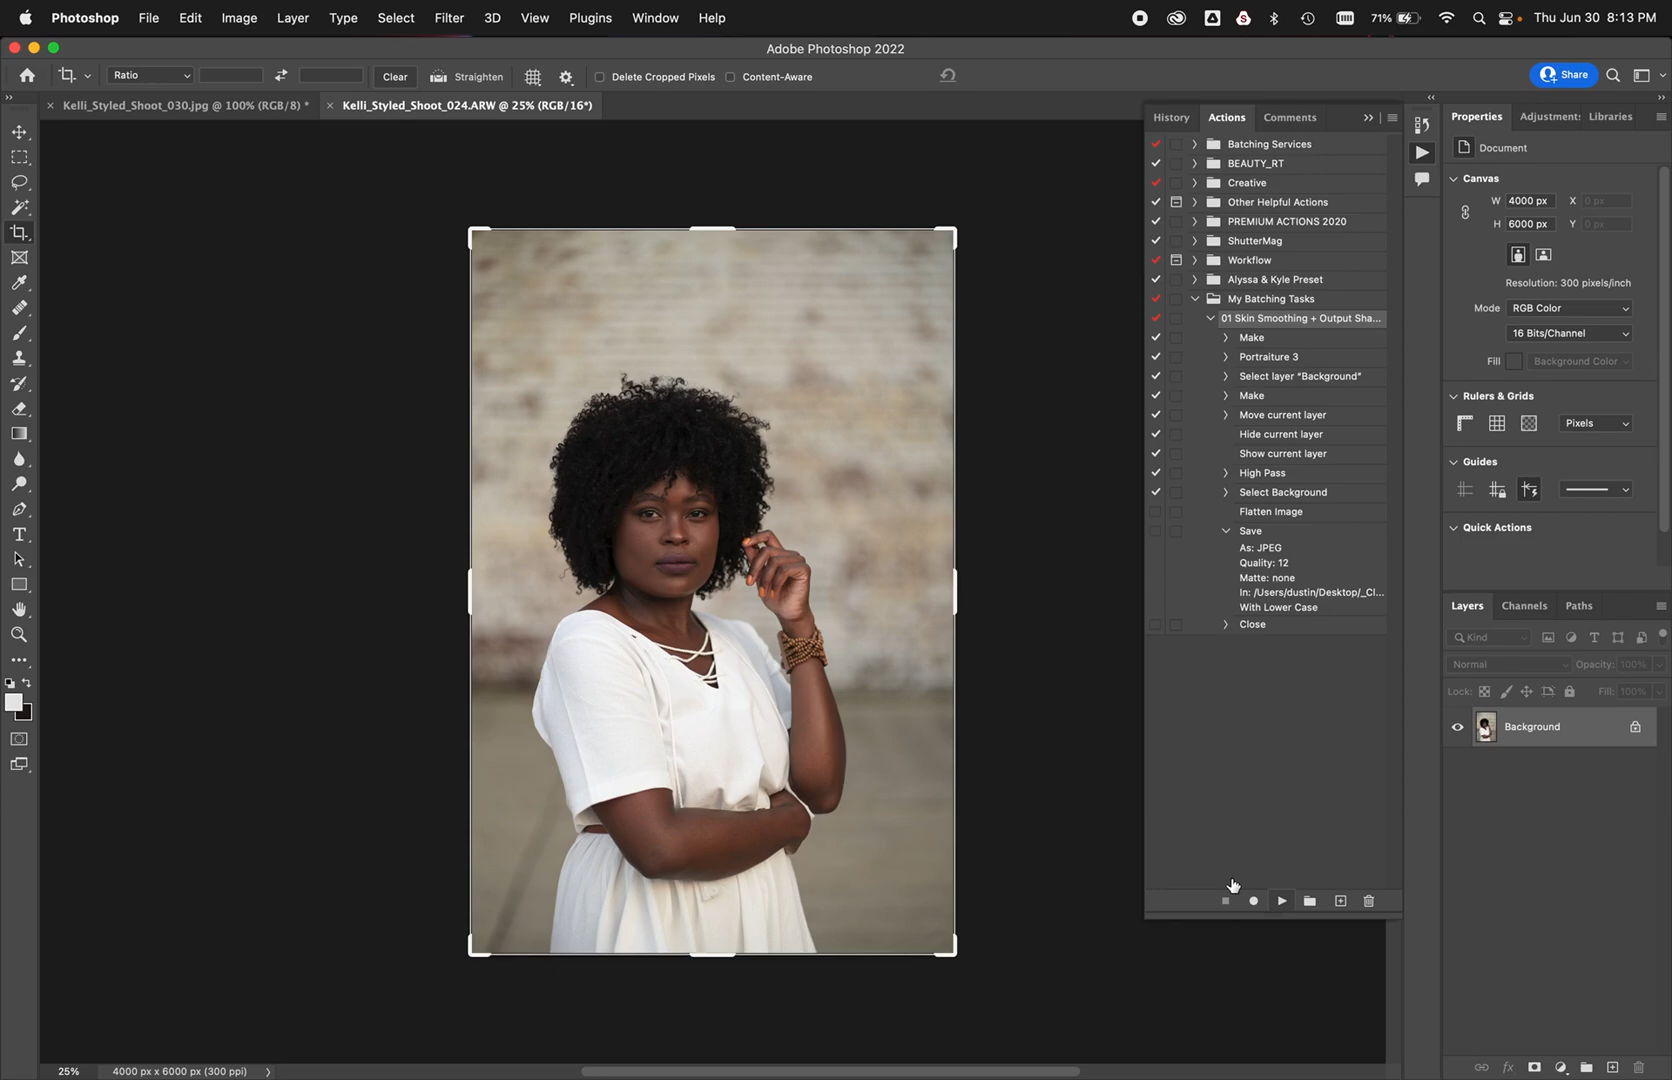 Photoshop File Edit Image Layer Type Select Filter 3D View Plugins Window Help 71% Thu Jun 30 8:13 PM
Adobe Photoshop 2022
Ratio Clear Straighten Delete Cropped Pixels Content-Aware Share
Kelli_Styled_Shoot_030.jpg @ 100% (RGB/8) * Kelli_Styled_Shoot_024.ARW @ 25% (RGB/16*)
History Actions Comments
Batching Services
BEAUTY_RT
Creative
Other Helpful Actions
PREMIUM ACTIONS 2020
ShutterMag
Workflow
Alyssa & Kyle Preset
My Batching Tasks
01 Skin Smoothing + Output Sha...
Make
Portraiture 3
Select layer "Background"
Make
Move current layer
Hide current layer
Show current layer
High Pass
Select Background
Flatten Image
Save
As: JPEG
Quality: 12
Matte: none
In: /Users/dustin/Desktop/_Cl...
With Lower Case
Close
Properties Adjustments Libraries
Document
Canvas
W 4000 px X 0 px
H 6000 px Y 0 px
Resolution: 300 pixels/inch
Mode RGB Color
16 Bits/Channel
Fill Background Color
Rulers & Grids
Pixels
Guides
Quick Actions
Layers Channels Paths
Kind
Normal Opacity: 100%
Lock: Fill: 100%
Background
25% 4000 px x 6000 px (300 ppi)